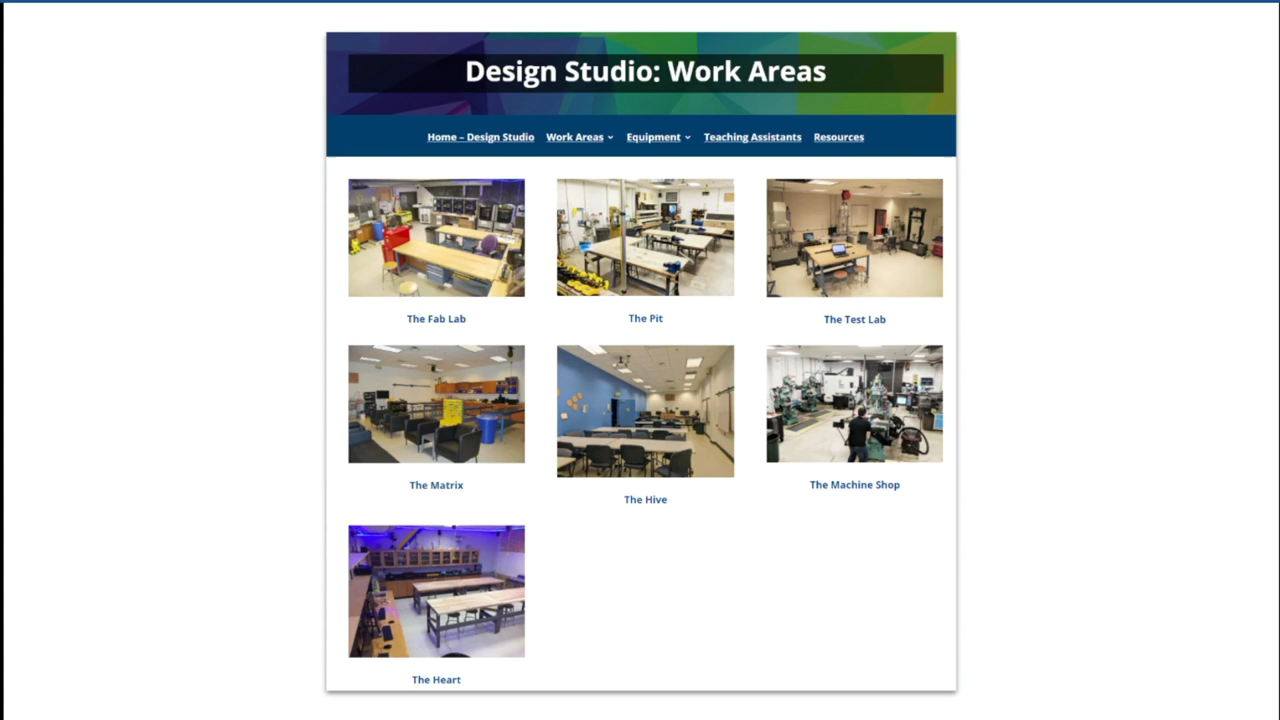 Design Studio: Work Areas
Home – Design Studio Work Areas Equipment Teaching Assistants Resources
The Fab Lab
The Pit
The Test Lab
The Matrix
The Hive
The Machine Shop
The Heart